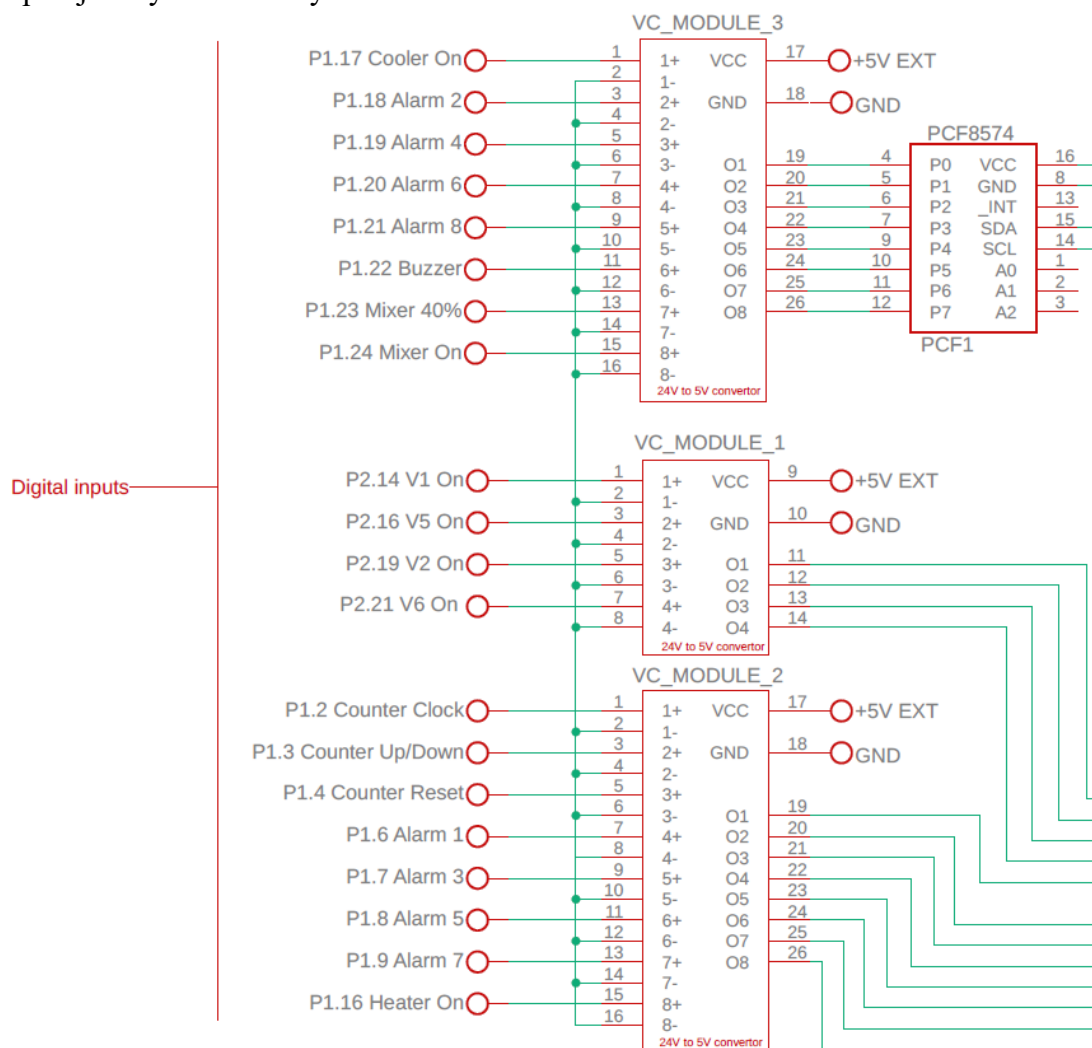 VC_MODULE_3
P1.17 Cooler On 1 1+ VCC 17 +5V EXT
2 1-
P1.18 Alarm 2 3 2+ GND 18 GND
4 2-
P1.19 Alarm 4 5 3+
6 3- O1 19
P1.20 Alarm 6 7 4+ O2 20
8 4- O3 21
P1.21 Alarm 8 9 5+ O4 22
10 5- O5 23
P1.22 Buzzer 11 6+ O6 24
12 6- O7 25
P1.23 Mixer 40% 13 7+ O8 26
14 7-
P1.24 Mixer On 15 8+
16 8-
24V to 5V convertor
PCF8574
4 P0 VCC 16
5 P1 GND 8
6 P2 _INT 13
7 P3 SDA 15
9 P4 SCL 14
10 P5 A0 1
11 P6 A1 2
12 P7 A2 3
PCF1
Digital inputs
VC_MODULE_1
P2.14 V1 On 1 1+ VCC 9 +5V EXT
2 1-
P2.16 V5 On 3 2+ GND 10 GND
4 2-
P2.19 V2 On 5 3+ O1 11
6 3- O2 12
P2.21 V6 On 7 4+ O3 13
8 4- O4 14
24V to 5V convertor
VC_MODULE_2
P1.2 Counter Clock 1 1+ VCC 17 +5V EXT
2 1-
P1.3 Counter Up/Down 3 2+ GND 18 GND
4 2-
P1.4 Counter Reset 5 3+
6 3- O1 19
P1.6 Alarm 1 7 4+ O2 20
8 4- O3 21
P1.7 Alarm 3 9 5+ O4 22
10 5- O5 23
P1.8 Alarm 5 11 6+ O6 24
12 6- O7 25
P1.9 Alarm 7 13 7+ O8 26
14 7-
P1.16 Heater On 15 8+
16 8-
24V to 5V convertor